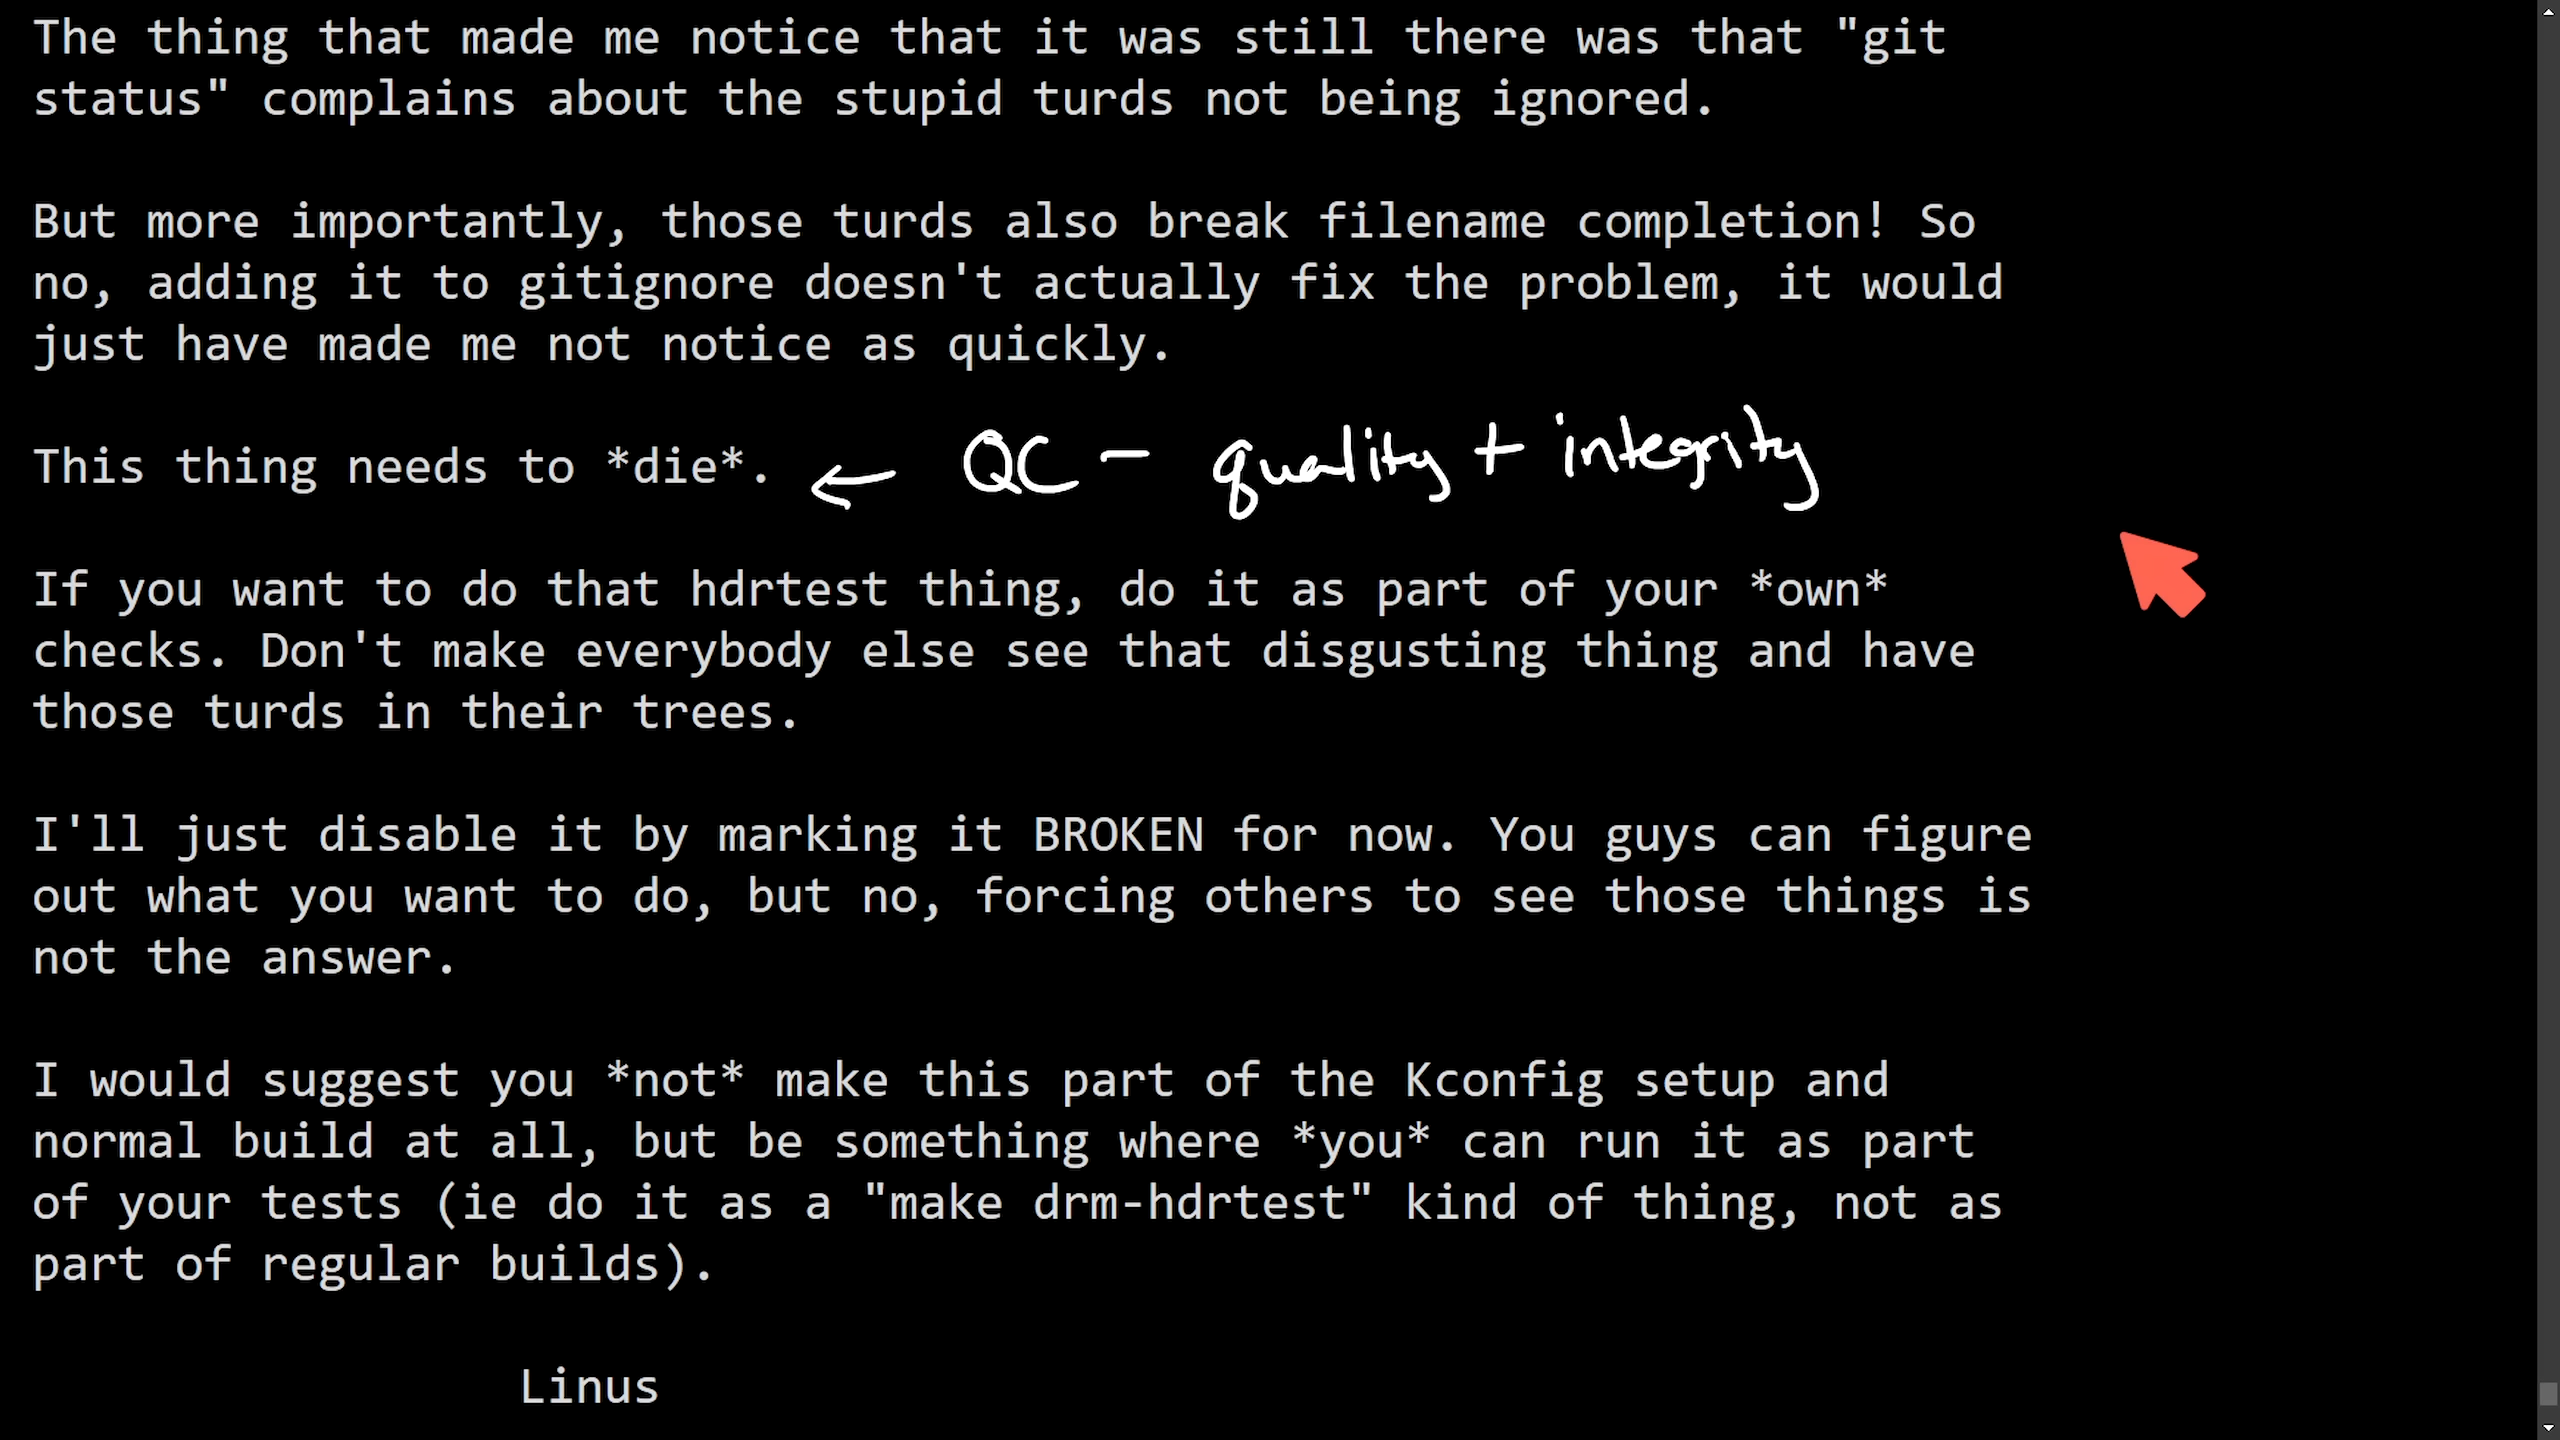 The thing that made me notice that it was still there was that "git
status" complains about the stupid turds not being ignored.
But more importantly, those turds also break filename completion! So
no, adding it to gitignore doesn't actually fix the problem, it would
just have made me not notice as quickly.
This thing needs to *die*. ← QC - quality + integrity
If you want to do that hdrtest thing, do it as part of your *own*
checks. Don't make everybody else see that disgusting thing and have
those turds in their trees.
I'll just disable it by marking it BROKEN for now. You guys can figure
out what you want to do, but no, forcing others to see those things is
not the answer.
I would suggest you *not* make this part of the Kconfig setup and
normal build at all, but be something where *you* can run it as part
of your tests (ie do it as a "make drm-hdrtest" kind of thing, not as
part of regular builds).
Linus